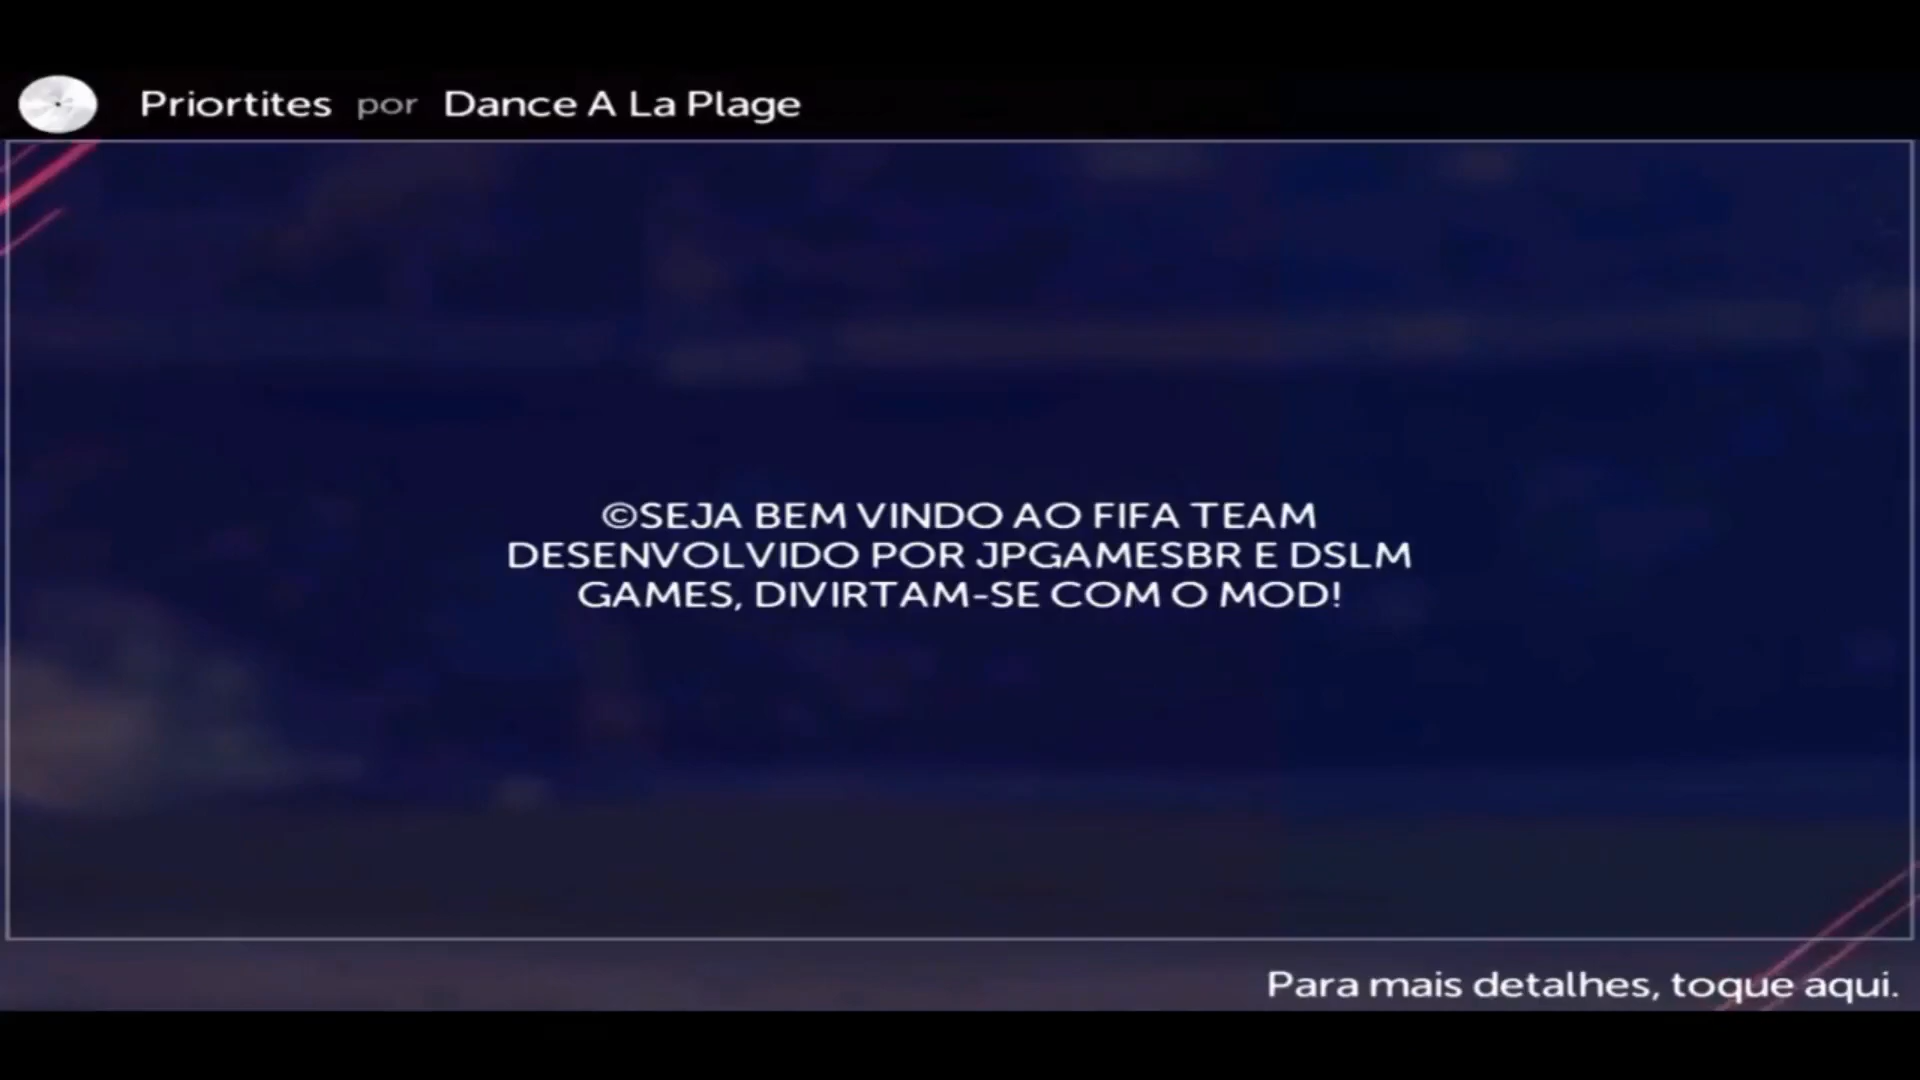 Priortites por Dance A La Plage
©SEJA BEM VINDO AO FIFA TEAM
DESENVOLVIDO POR JPGAMESBR E DSLM
GAMES, DIVIRTAM-SE COM O MOD!
Para mais detalhes, toque aqui.